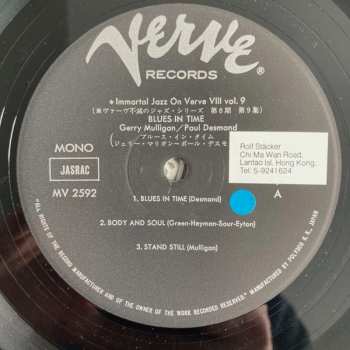 Verve
RECORDS
®
* Immortal Jazz On Verve VIII vol. 9
(※ヴァーヴ不滅のジャズ・シリーズ 第8期 第9集)
BLUES IN TIME
Gerry Mulligan/Paul Desmond
ブルース・イン・タイム
(ジェリー・マリガン〜ポール・デスモ
MONO
JASRAC
MV 2592
Rolf Stacker
Chi Ma Wan Road,
Lantao Isl. Hong Kong.
Tel: 5-9241624
A
1. BLUES IN TIME (Desmond)
2. BODY AND SOUL (Green-Heyman-Sour-Eyton)
3. STAND STILL (Mulligan)
"ALL RIGHTS OF THE RECORD MANUFACTURER AND OF THE OWNER OF THE WORK RECORDED RESERVED." MANUFACTURED BY POLYDOR K. K., JAPAN